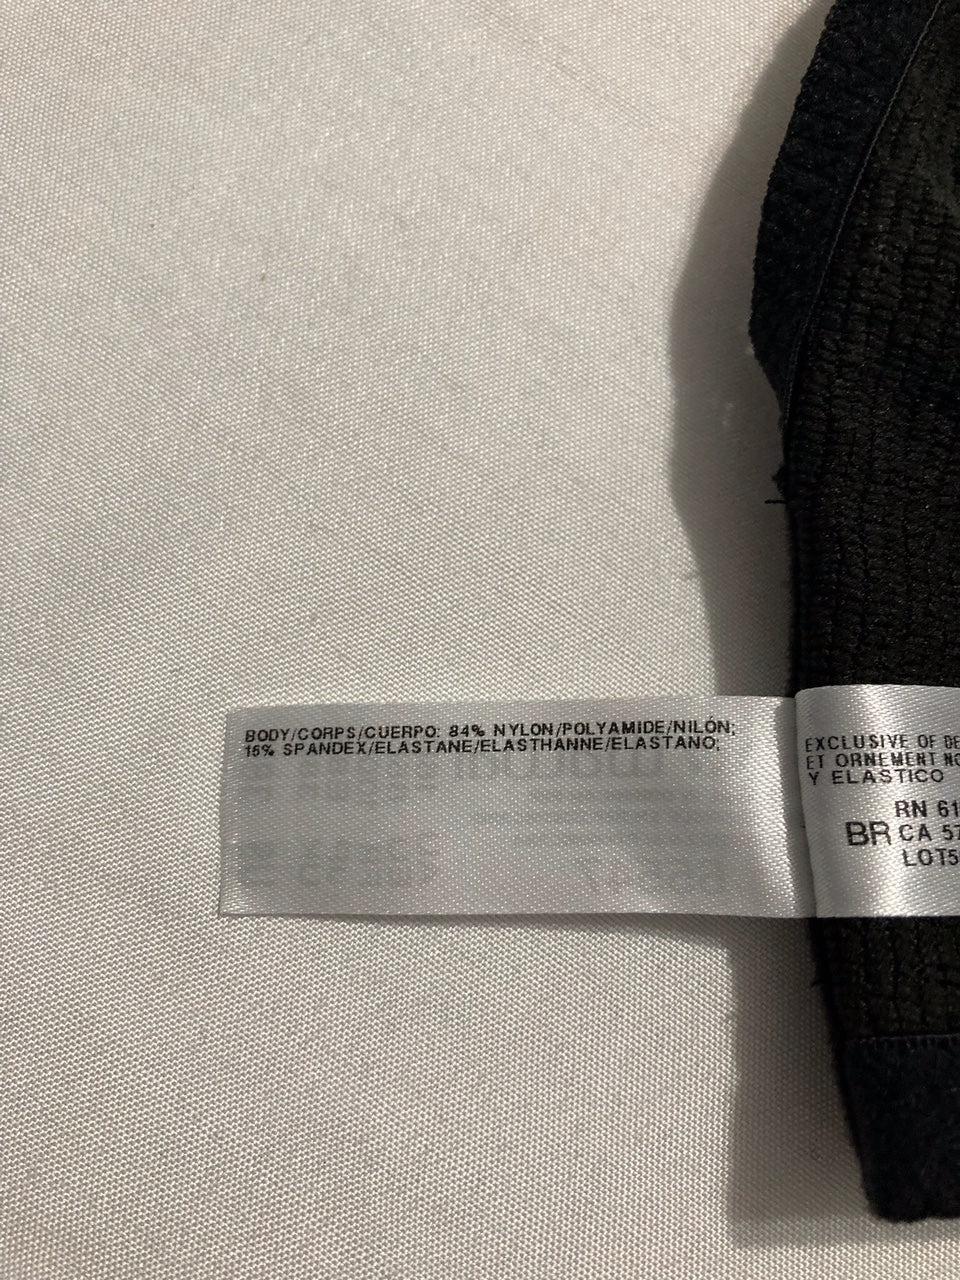 BODY/CORPS/CUERPO: 84% NYLON/POLYAMIDE/NILÓN;
16% SPANDEX/ELASTANE/ELASTHANNE/ELASTANO;
EXCLUSIVE OF DE
ET ORNEMENT NO
Y ELASTICO
RN 61
BR CA 57
LOT5